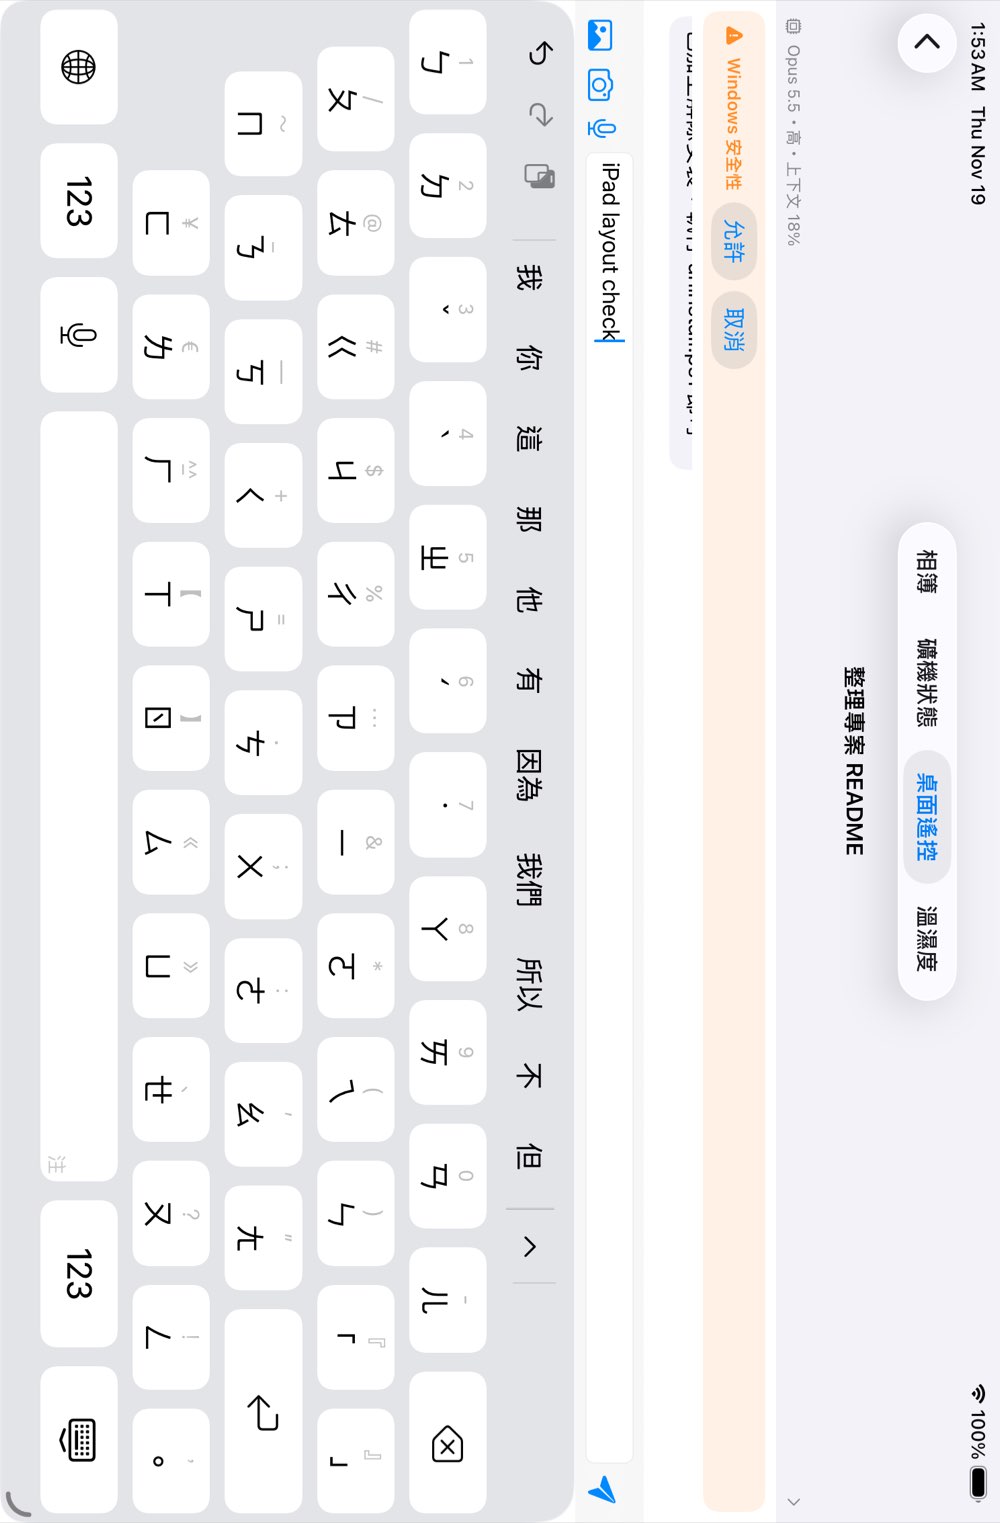 1:53 AM Thu Nov 19
100%
相簿 礦機狀態 桌面遙控 溫濕度
整理專案 README
Opus 5.5・高・上下文 18%
Windows 安全性 允許 取消
iPad layout check
我 你 這 那 他 有 因為 我們 所以 不 但
1 2 3 4 5 6 7 8 9 0 -
ㄅ ㄉ ˇ ˋ ㄓ ˊ ˙ ㄚ ㄞ ㄢ ㄦ
/ @ # $ % … & * ( ) 『 』
ㄆ ㄊ ㄍ ㄐ ㄔ ㄗ ㄧ ㄛ ㄟ ㄣ 「 」
～ _ — + = · ; : ' "
ㄇ ㄋ ㄎ ㄑ ㄕ ㄘ ㄨ ㄜ ㄠ ㄤ
¥ € ^^ 【 】 《 》 、 ? ! ,
ㄈ ㄌ ㄏ ㄒ ㄖ ㄙ ㄩ ㄝ ㄡ ㄥ 。
123 注 123